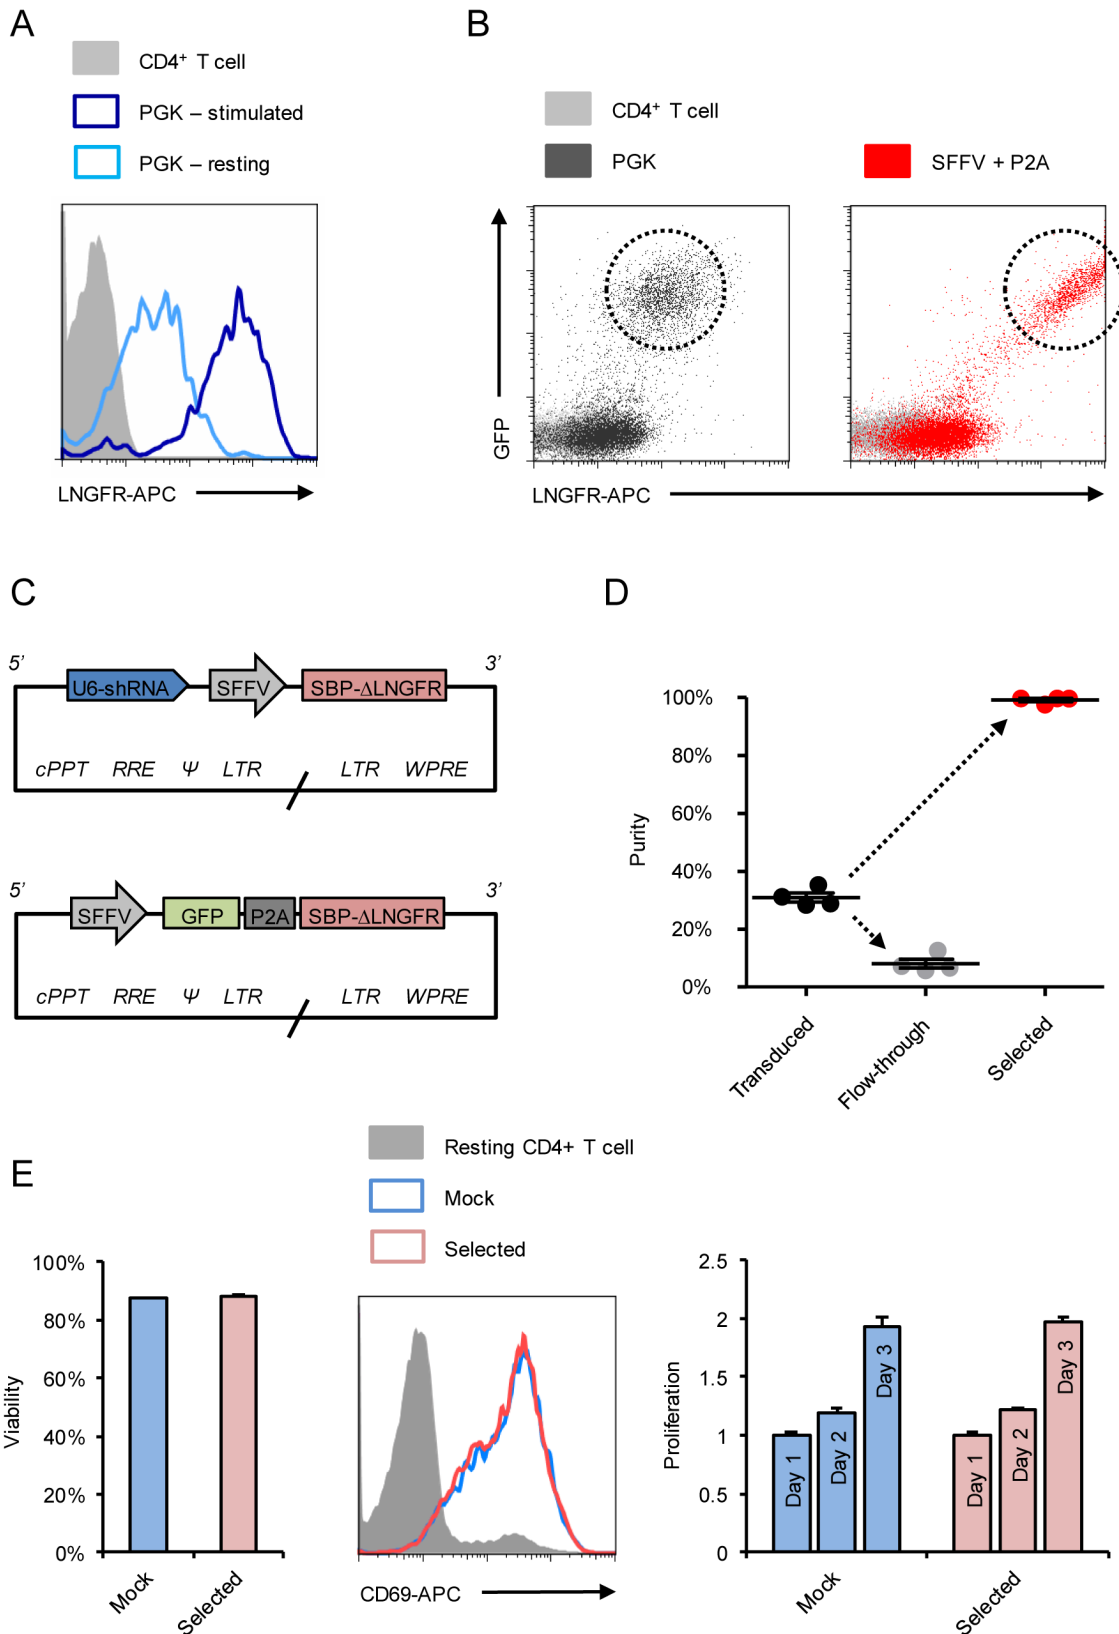 A
CD4+ T cell
PGK – stimulated
PGK – resting
LNGFR-APC
B
CD4+ T cell
PGK
SFFV + P2A
GFP
LNGFR-APC
C
5’
3’
U6-shRNA
SFFV
SBP-ΔLNGFR
cPPT RRE Ψ LTR LTR WPRE
5’
3’
SFFV
GFP
P2A
SBP-ΔLNGFR
cPPT RRE Ψ LTR LTR WPRE
D
Purity
100%
80%
60%
40%
20%
0%
Transduced
Flow-through
Selected
E
Viability
100%
80%
60%
40%
20%
0%
Mock
Selected
Resting CD4+ T cell
Mock
Selected
CD69-APC
Proliferation
2.5
2
1.5
1
0.5
0
Day 1
Day 2
Day 3
Day 1
Day 2
Day 3
Mock
Selected